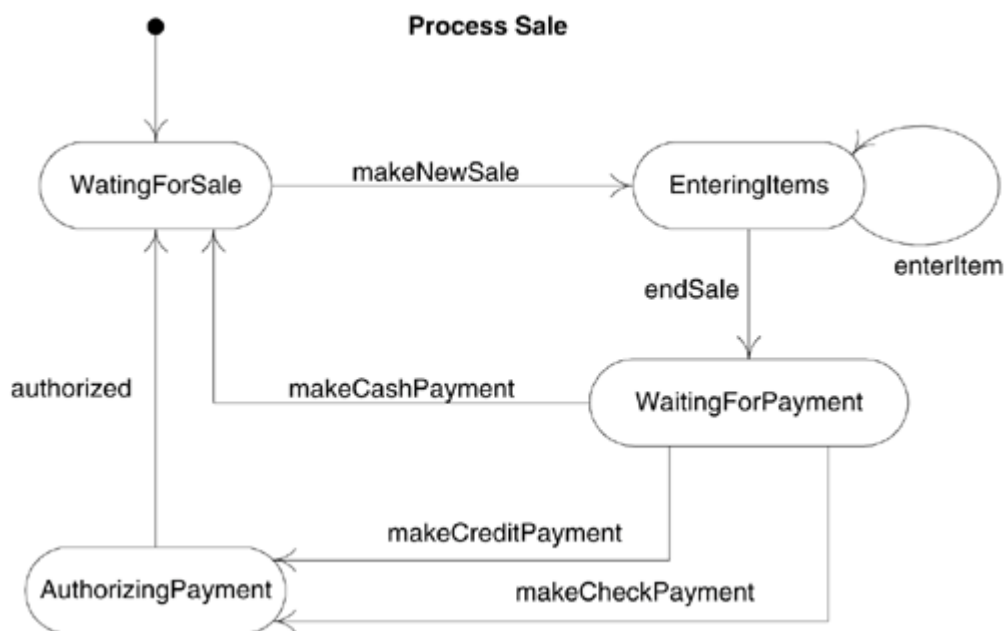 Process Sale
WatingForSale
makeNewSale
EnteringItems
enterItem
endSale
authorized
makeCashPayment
WaitingForPayment
makeCreditPayment
AuthorizingPayment
makeCheckPayment